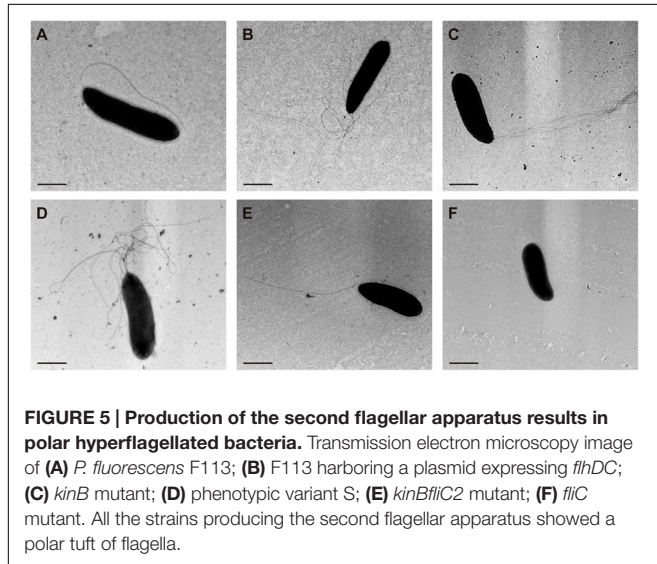 A
B
C
D
E
F
FIGURE 5 | Production of the second flagellar apparatus results in
polar hyperflagellated bacteria. Transmission electron microscopy image
of (A) P. fluorescens F113; (B) F113 harboring a plasmid expressing flhDC;
(C) kinB mutant; (D) phenotypic variant S; (E) kinBfliC2 mutant; (F) fliC
mutant. All the strains producing the second flagellar apparatus showed a
polar tuft of flagella.